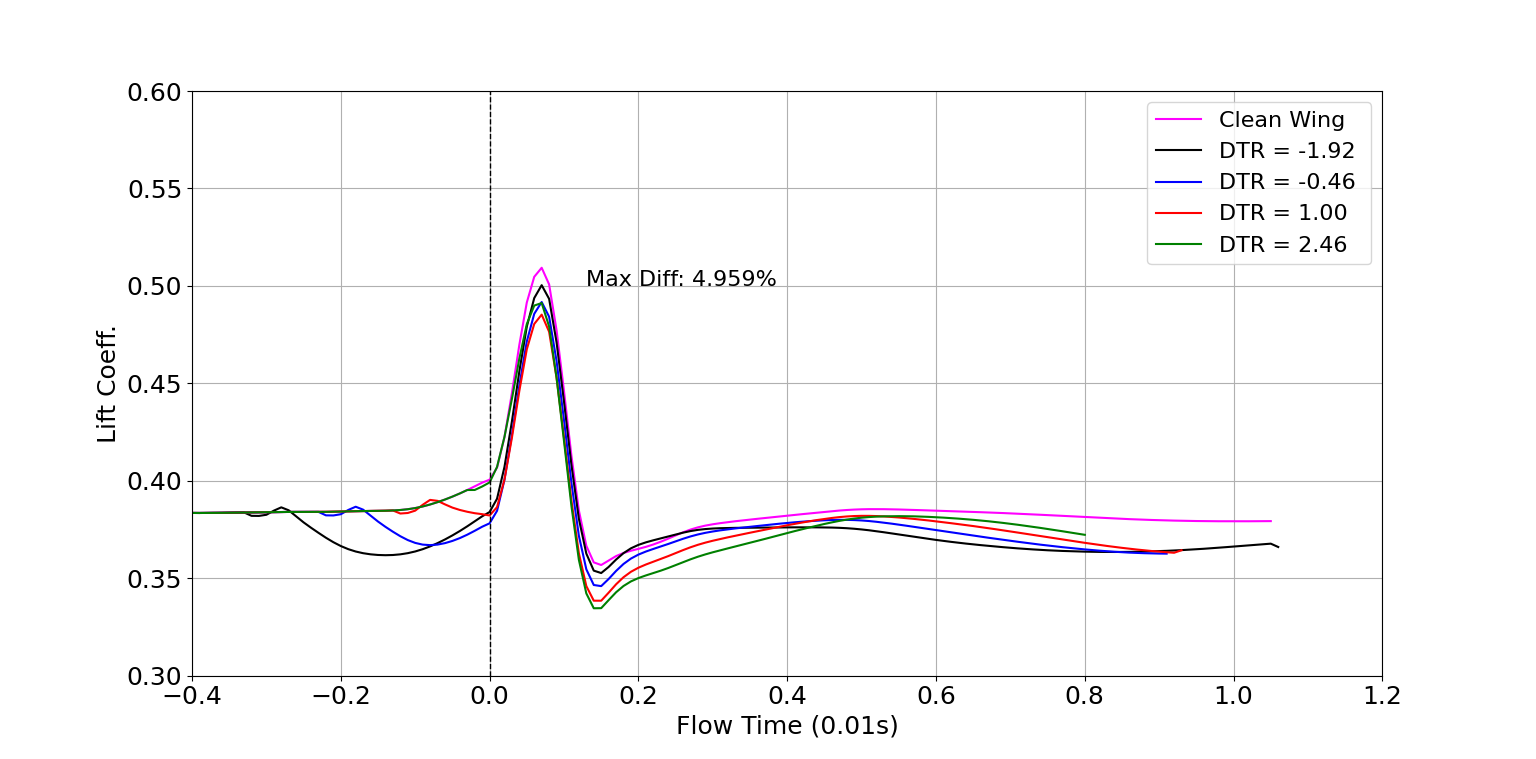 0.60
0.55
0.50
0.45
0.40
0.35
0.30
Lift Coeff.
Clean Wing
DTR = -1.92
DTR = -0.46
DTR = 1.00
DTR = 2.46
Max Diff: 4.959%
−0.4 −0.2 0.0 0.2 0.4 0.6 0.8 1.0 1.2
Flow Time (0.01s)